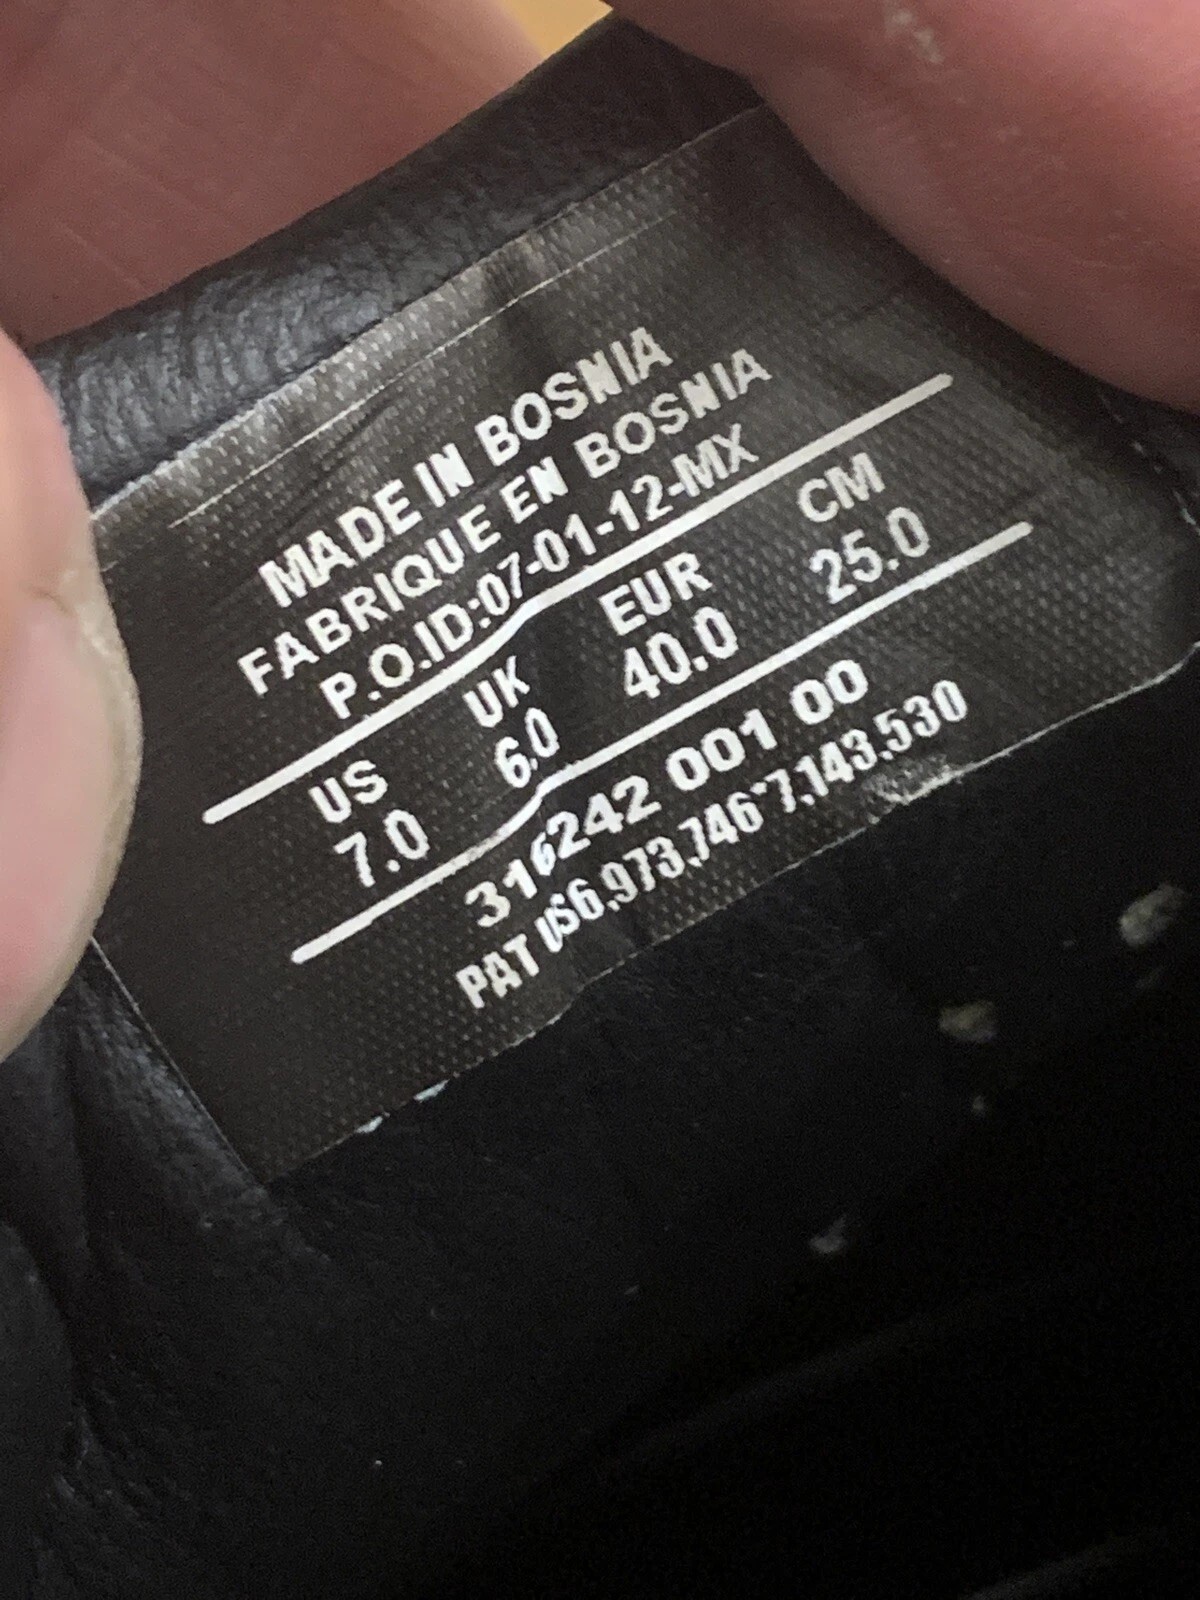 MADE IN BOSNIA
FABRIQUE EN BOSNIA
P.O.ID:07-01-12-MX
US UK EUR CM
7.0 6.0 40.0 25.0
316242 001 00
PAT US6,973,746*7,143,530